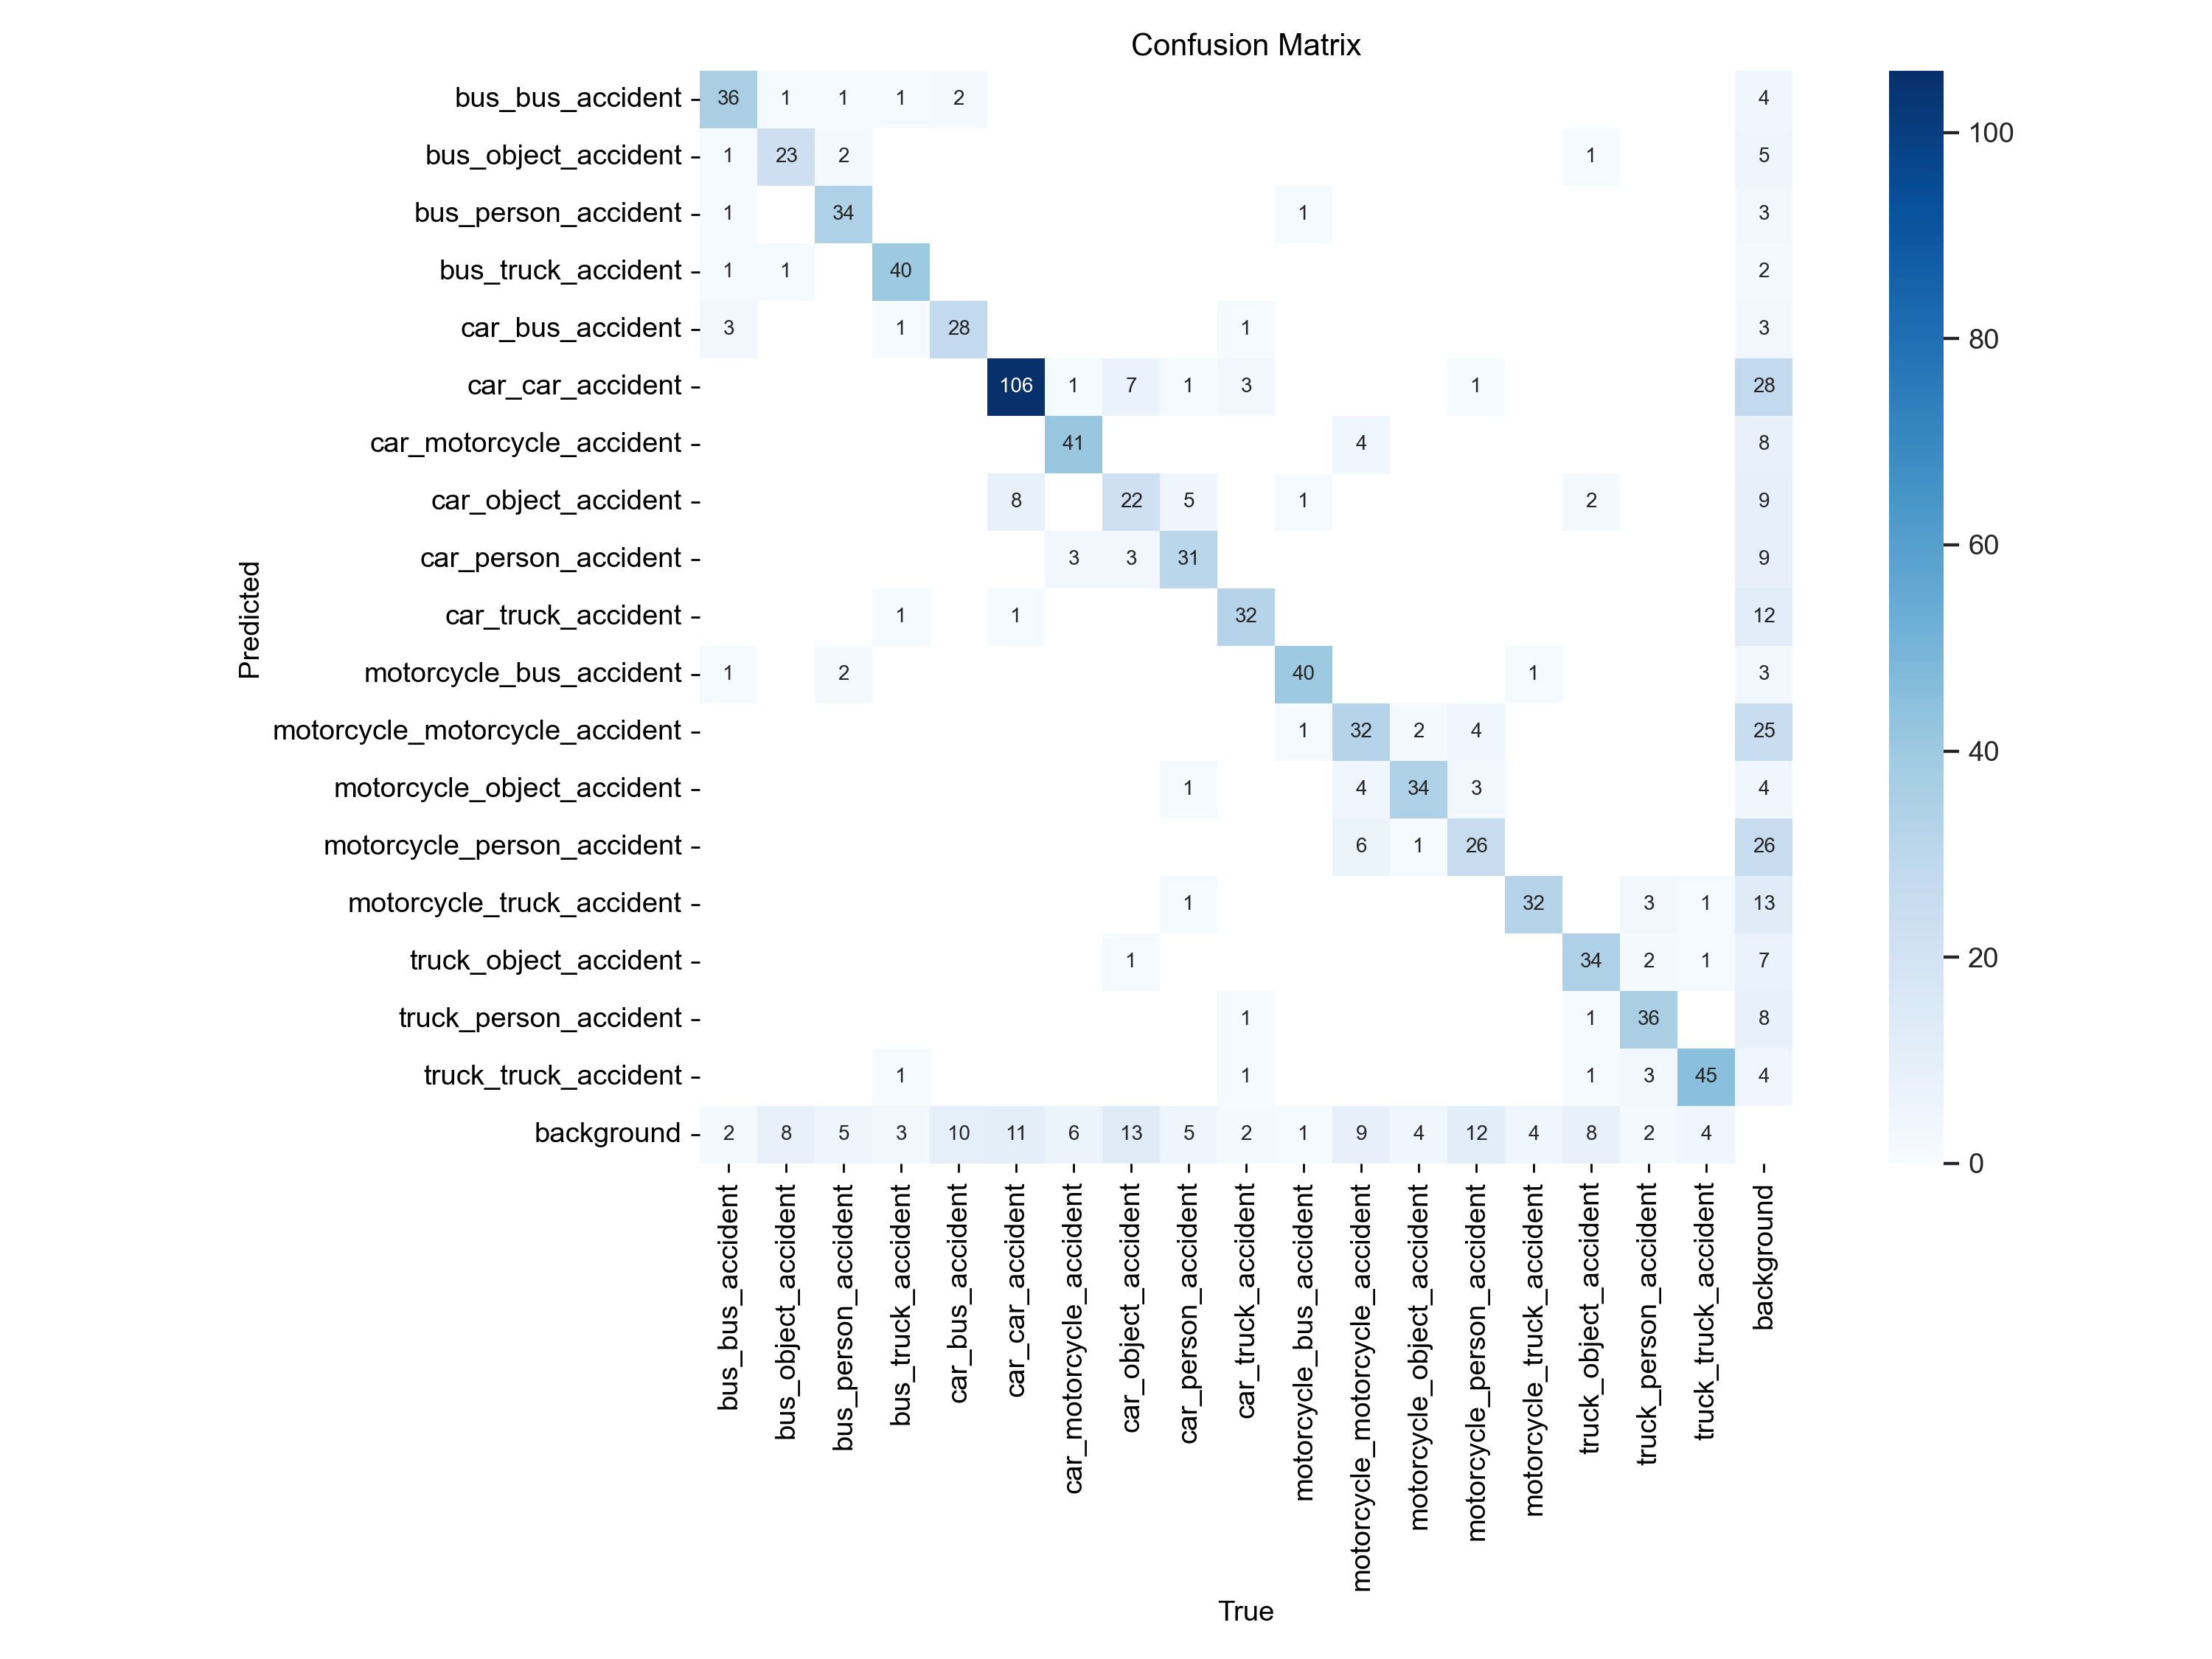 Confusion Matrix
bus_bus_accident 36 1 1 1 2 4
bus_object_accident 1 23 2 1 5
bus_person_accident 1 34 1 3
bus_truck_accident 1 1 40 2
car_bus_accident 3 1 28 1 3
car_car_accident 106 1 7 1 3 1 28
car_motorcycle_accident 41 4 8
car_object_accident 8 22 5 1 2 9
car_person_accident 3 3 31 9
car_truck_accident 1 1 32 12
motorcycle_bus_accident 1 2 40 1 3
motorcycle_motorcycle_accident 1 32 2 4 25
motorcycle_object_accident 1 4 34 3 4
motorcycle_person_accident 6 1 26 26
motorcycle_truck_accident 1 32 3 1 13
truck_object_accident 1 34 2 1 7
truck_person_accident 1 1 36 8
truck_truck_accident 1 1 1 3 45 4
background 2 8 5 3 10 11 6 13 5 2 1 9 4 12 4 8 2 4
Predicted
bus_bus_accident
bus_object_accident
bus_person_accident
bus_truck_accident
car_bus_accident
car_car_accident
car_motorcycle_accident
car_object_accident
car_person_accident
car_truck_accident
motorcycle_bus_accident
motorcycle_motorcycle_accident
motorcycle_object_accident
motorcycle_person_accident
motorcycle_truck_accident
truck_object_accident
truck_person_accident
truck_truck_accident
background
True
100
80
60
40
20
0